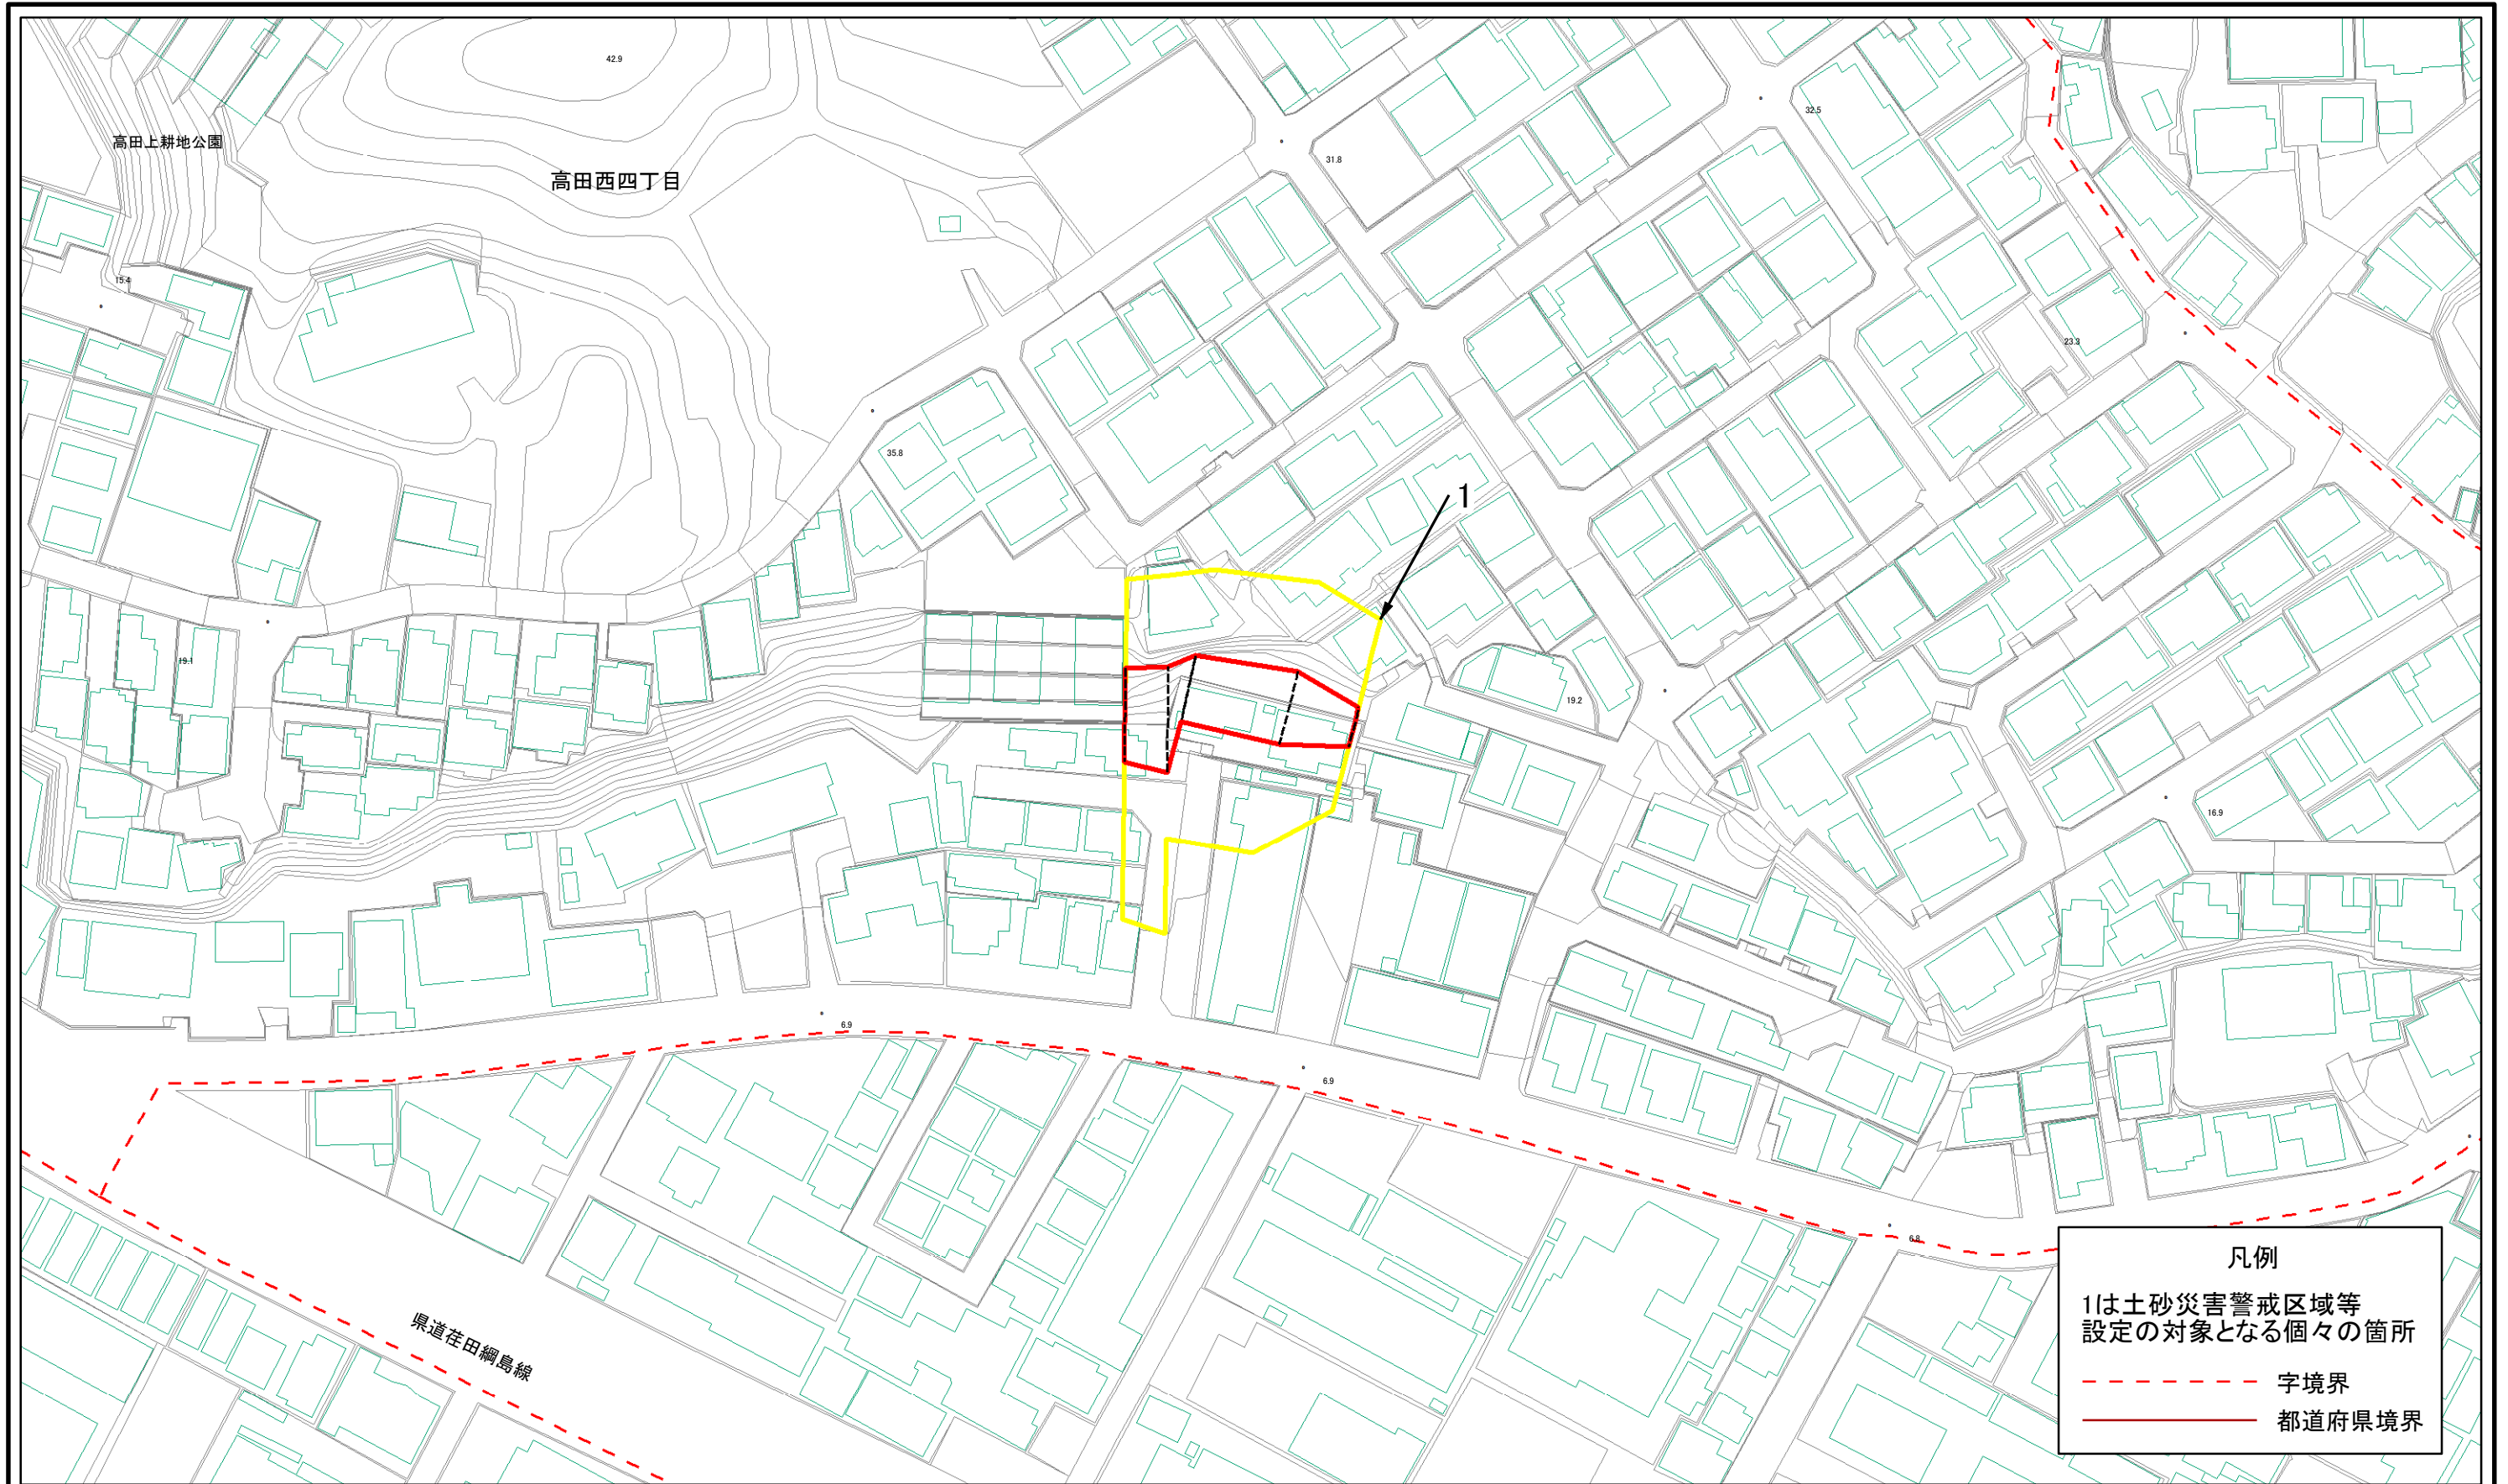 42.9
高田上耕地公園
高田西四丁目
32.5
31.8
15.4
23.3
35.8
1
19.1
19.2
16.9
6.9
6.9
6.8
県道荏田綱島線
凡例
1は土砂災害警戒区域等
設定の対象となる個々の箇所
字境界
都道府県境界